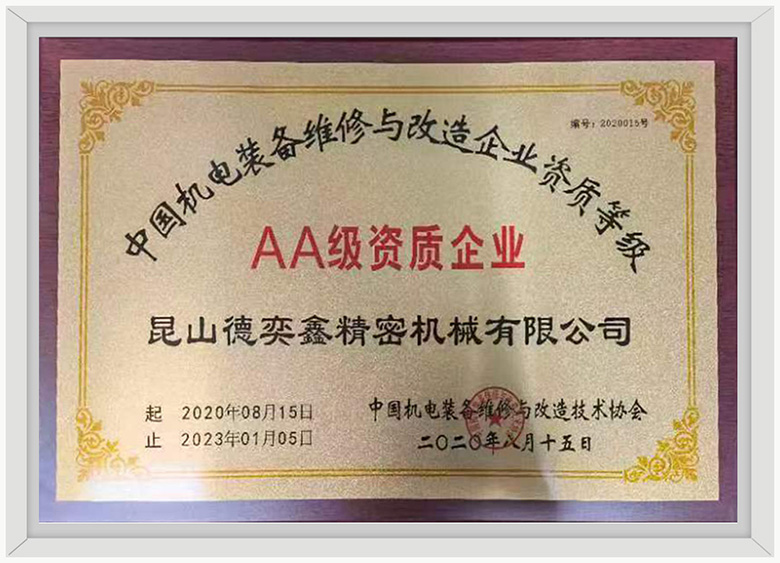 编号：2020015号
中国机电装备维修与改造企业资质等级
AA级资质企业
昆山德奕鑫精密机械有限公司
起 2020年08月15日
止 2023年01月05日
中国机电装备维修与改造技术协会
二〇二〇年八月十五日